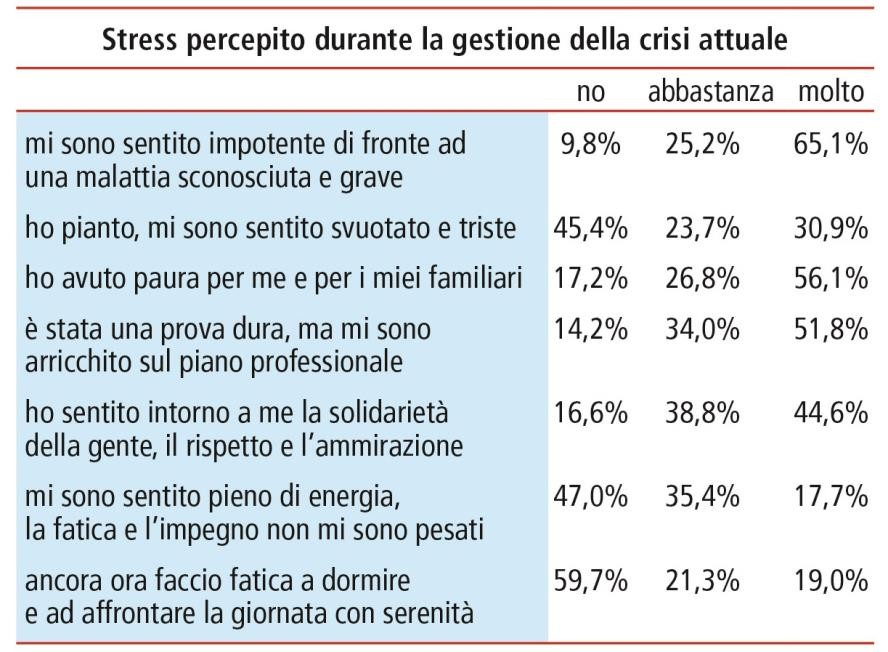 Stress percepito durante la gestione della crisi attuale
no abbastanza molto
mi sono sentito impotente di fronte ad 9,8% 25,2% 65,1%
una malattia sconosciuta e grave
ho pianto, mi sono sentito svuotato e triste 45,4% 23,7% 30,9%
ho avuto paura per me e per i miei familiari 17,2% 26,8% 56,1%
è stata una prova dura, ma mi sono 14,2% 34,0% 51,8%
arricchito sul piano professionale
ho sentito intorno a me la solidarietà 16,6% 38,8% 44,6%
della gente, il rispetto e l’ammirazione
mi sono sentito pieno di energia, 47,0% 35,4% 17,7%
la fatica e l’impegno non mi sono pesati
ancora ora faccio fatica a dormire 59,7% 21,3% 19,0%
e ad affrontare la giornata con serenità